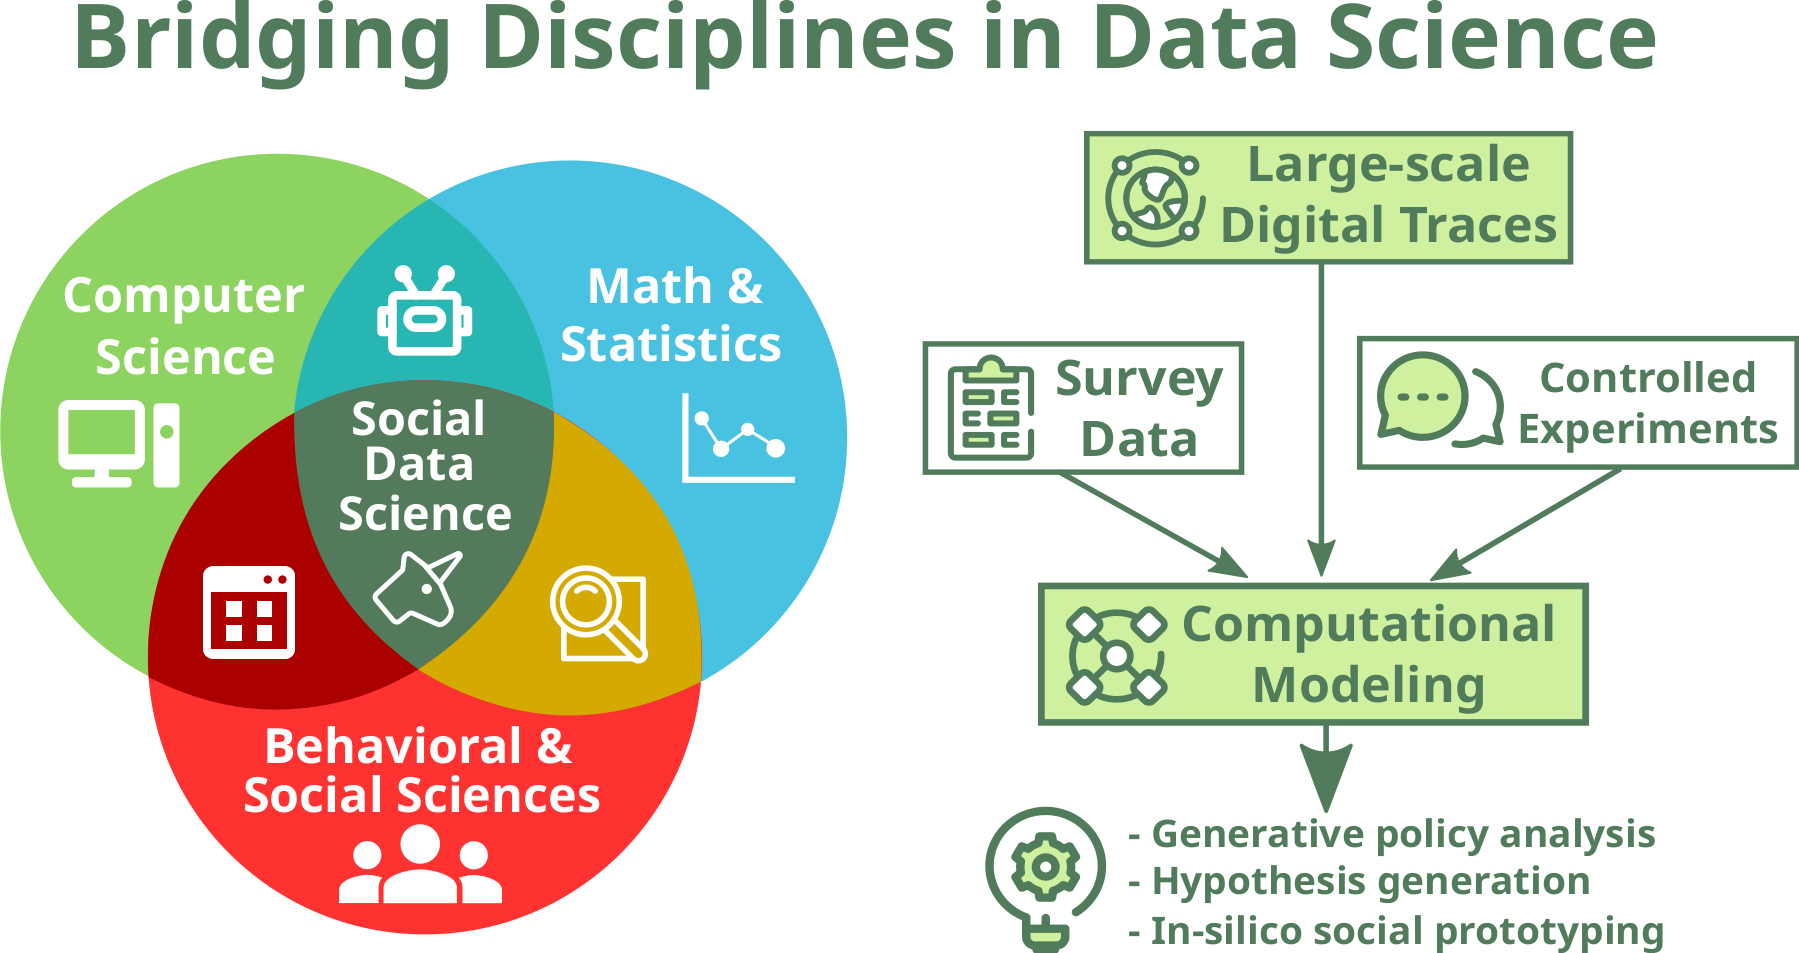 Bridging Disciplines in Data Science
Computer
Science
Math &
Statistics
Social
Data
Science
Behavioral &
Social Sciences
Large-scale
Digital Traces
Survey
Data
Controlled
Experiments
Computational
Modeling
- Generative policy analysis
- Hypothesis generation
- In-silico social prototyping